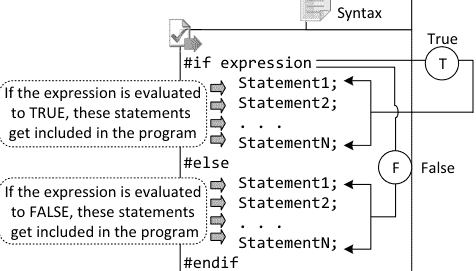 Syntax
True
#if expression
T
If the expression is evaluated
to TRUE, these statements
get included in the program
Statement1;
Statement2;
. . .
StatementN;
#else
F
False
If the expression is evaluated
to FALSE, these statements
get included in the program
Statement1;
Statement2;
. . .
StatementN;
#endif